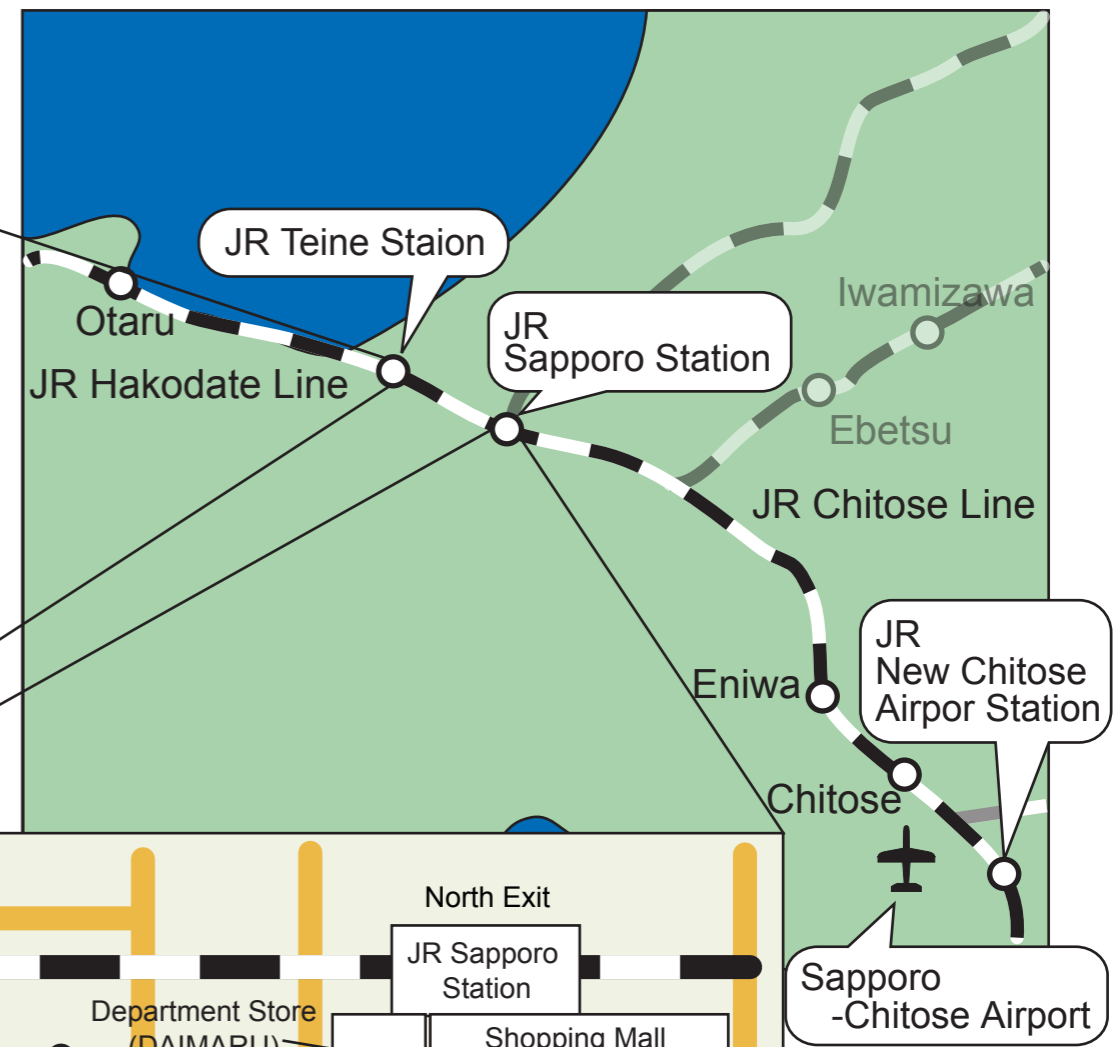 JR Teine Staion
JR
Sapporo Station
Iwamizawa
Otaru
JR Hakodate Line
Ebetsu
JR Chitose Line
JR
New Chitose
Airpor Station
Eniwa
Chitose
Sapporo
-Chitose Airport
North Exit
JR Sapporo
Station
Department Store
(DAIMARU)
Shopping Mall